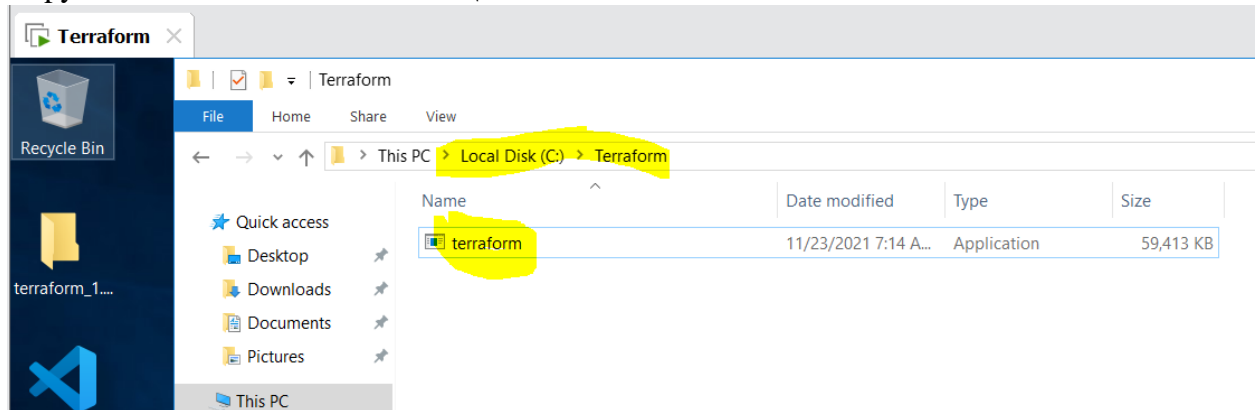 Terraform
Terraform
File Home Share View
Recycle Bin
This PC > Local Disk (C:) > Terraform
Name Date modified Type Size
Quick access
terraform 11/23/2021 7:14 A... Application 59,413 KB
Desktop
terraform_1....
Downloads
Documents
Pictures
This PC